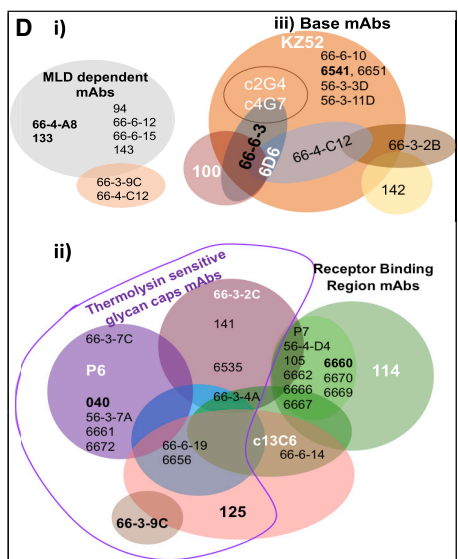 D i)
MLD dependent
mAbs
66-4-A8
133
94
66-6-12
66-6-15
143
66-3-9C
66-4-C12
iii) Base mAbs
KZ52
66-6-10
6541, 6651
56-3-3D
56-3-11D
c2G4
c4G7
66-6-3
6D6
66-4-C12
66-3-2B
100
142
ii)
Thermolysin sensitive
glycan caps mAbs
Receptor Binding
Region mAbs
66-3-2C
141
6535
66-3-4A
66-3-7C
P6
040
56-3-7A
6661
6672
P7
56-4-D4
105
6662
6666
6667
6660
6670
6669
114
66-6-19
6656
c13C6
66-6-14
125
66-3-9C